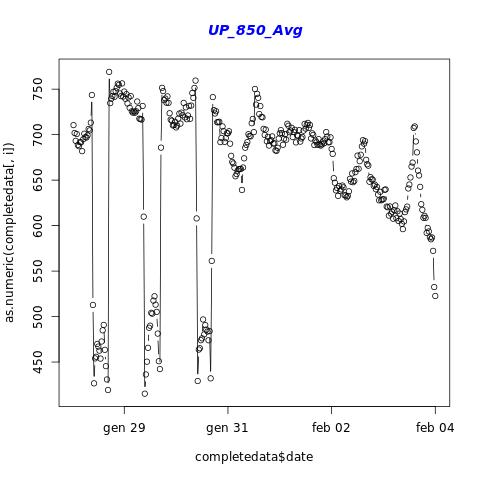 UP_850_Avg
as.numeric(completedata[, i])
750
700
650
600
550
500
450
gen 29
gen 31
feb 02
feb 04
completedata$date